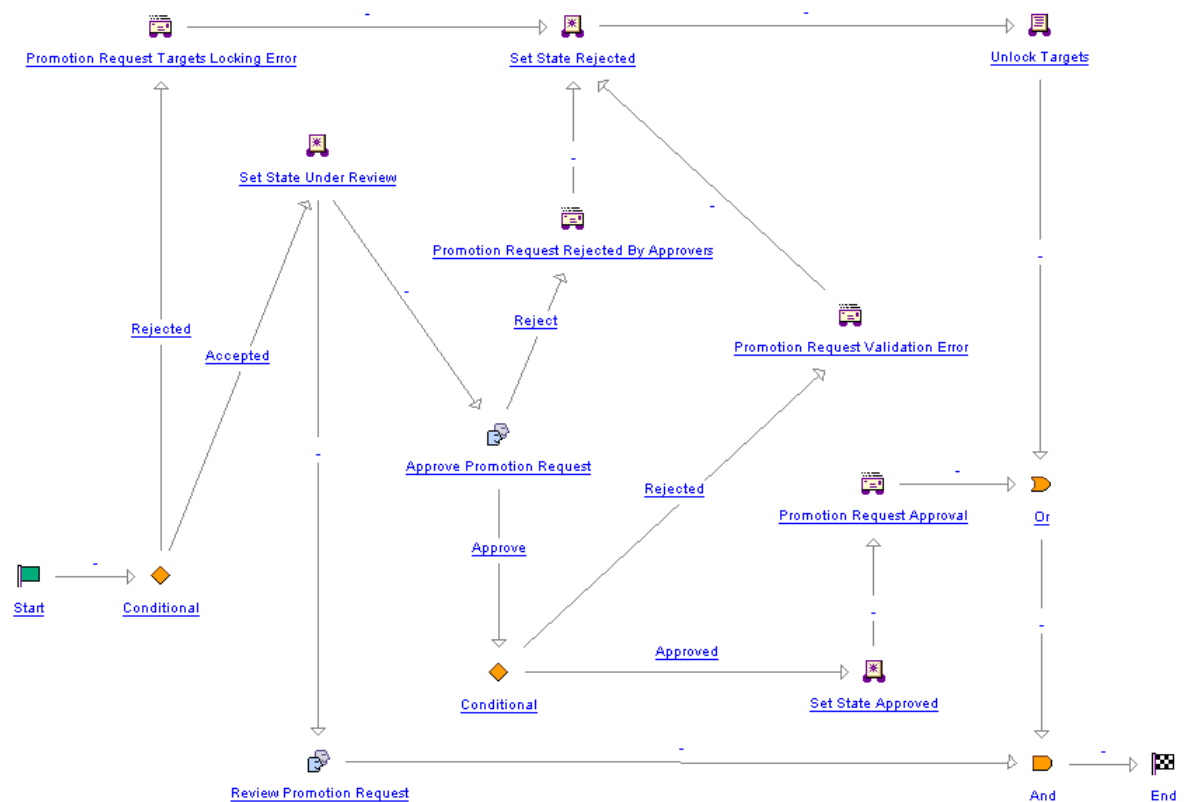 -
-
Promotion Request Targets Locking Error
Set State Rejected
Unlock Targets
Set State Under Review
-
-
Promotion Request Rejected By Approvers
-
-
Rejected
Reject
Accepted
Promotion Request Validation Error
-
Approve Promotion Request
-
Rejected
-
Promotion Request Approval
Or
Approve
-
Start
Conditional
-
-
Approved
Conditional
Set State Approved
-
-
Review Promotion Request
And
End